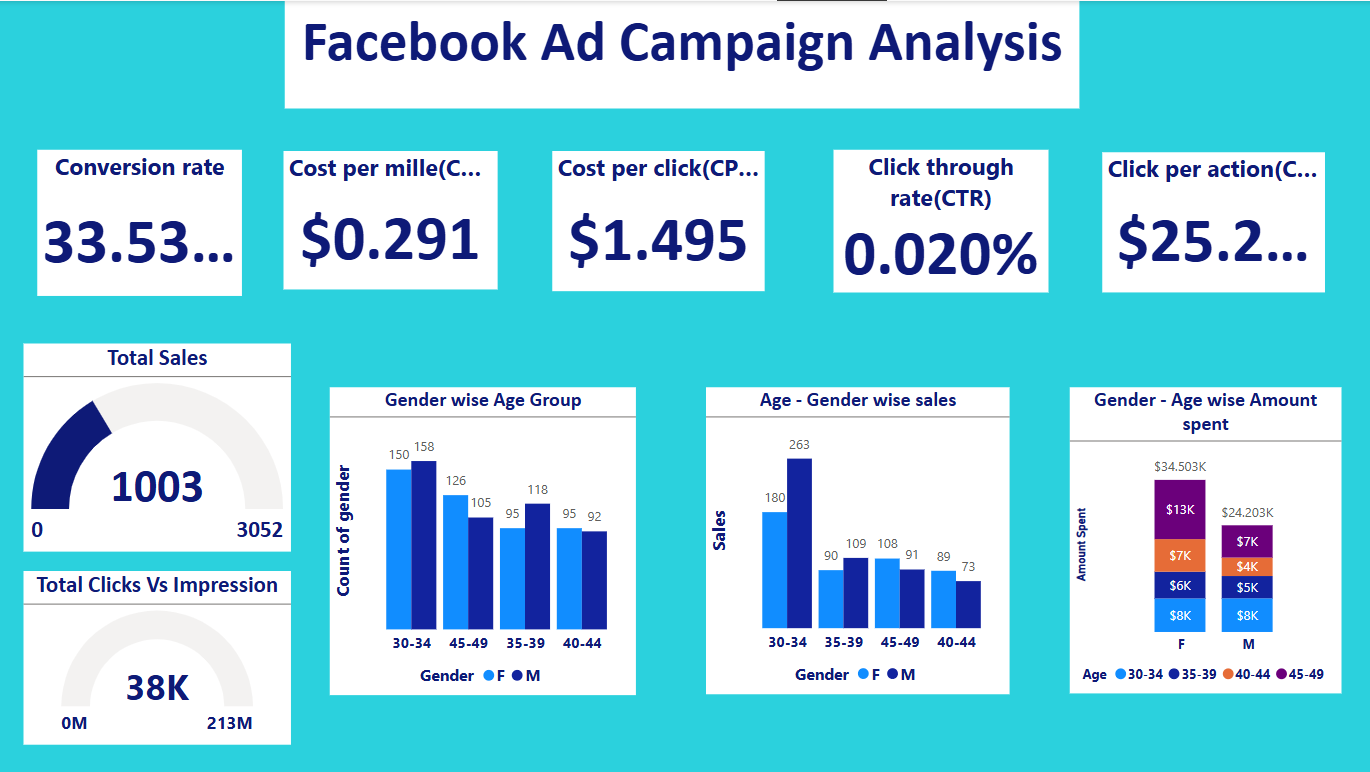 Facebook Ad Campaign Analysis
Conversion rate
33.53...
Cost per mille(C...
$0.291
Cost per click(CP...
$1.495
Click through
rate(CTR)
0.020%
Click per action(C...
$25.2...
Total Sales
1003
0
3052
Total Clicks Vs Impression
38K
0M
213M
Gender wise Age Group
Count of gender
150
158
126
105
95
118
95
92
30-34
45-49
35-39
40-44
Gender F M
Age - Gender wise sales
Sales
180
263
90
109
108
91
89
73
30-34
35-39
45-49
40-44
Gender F M
Gender - Age wise Amount
spent
Amount Spent
$34.503K
$13K
$7K
$6K
$8K
$24.203K
$7K
$4K
$5K
$8K
F
M
Age 30-34 35-39 40-44 45-49